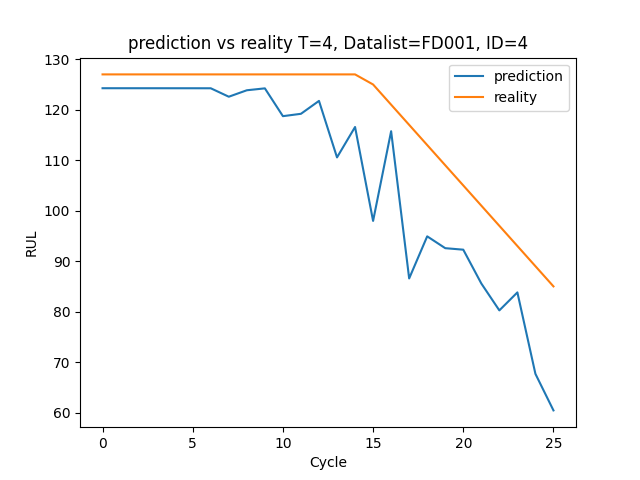 prediction vs reality T=4, Datalist=FD001, ID=4
prediction
reality
130
120
110
100
90
80
70
60
RUL
0 5 10 15 20 25
Cycle